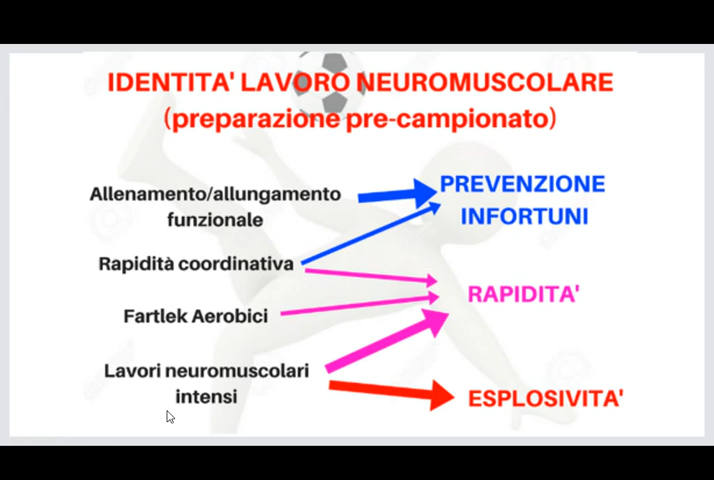 IDENTITA' LAVORO NEUROMUSCOLARE
(preparazione pre-campionato)
Allenamento/allungamento
funzionale
PREVENZIONE
INFORTUNI
Rapidità coordinativa
RAPIDITA'
Fartlek Aerobici
Lavori neuromuscolari
intensi
ESPLOSIVITA'